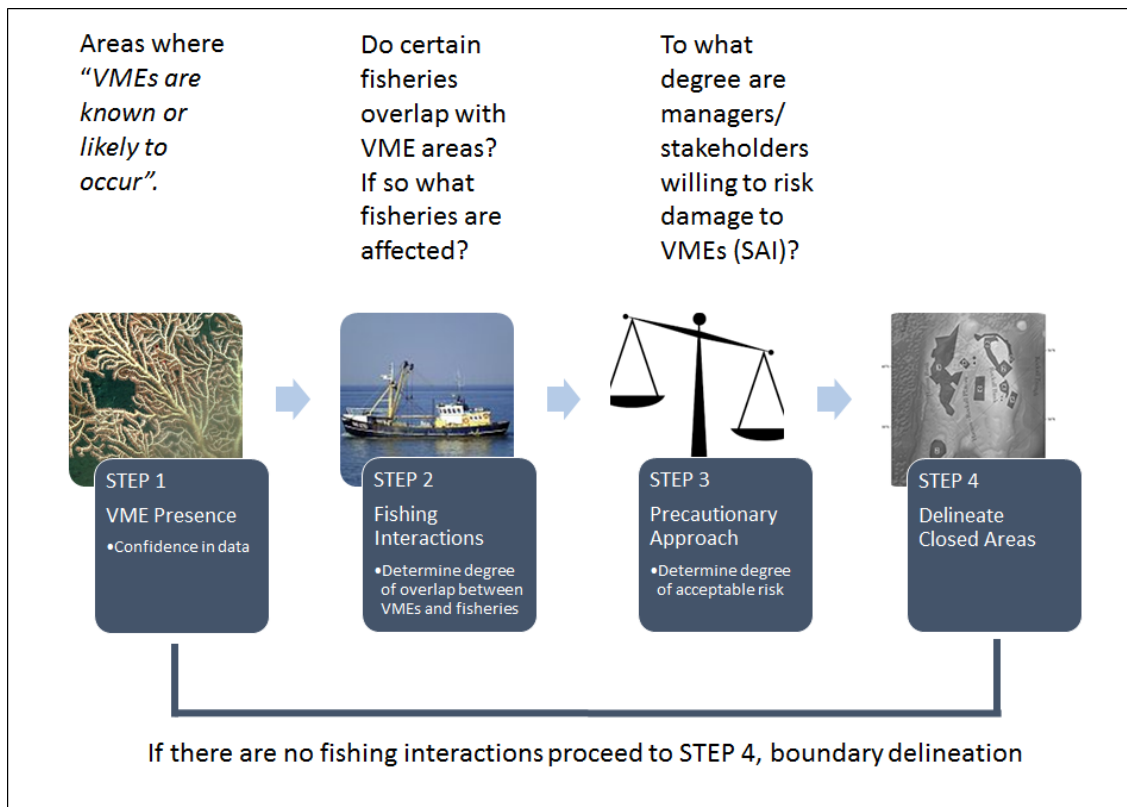 Areas where
“VMEs are
known or
likely to
occur”.
Do certain
fisheries
overlap with
VME areas?
If so what
fisheries are
affected?
To what
degree are
managers/
stakeholders
willing to risk
damage to
VMEs (SAI)?
STEP 1
VME Presence
•Confidence in data
STEP 2
Fishing
Interactions
•Determine degree
of overlap between
VMEs and fisheries
STEP 3
Precautionary
Approach
•Determine degree
of acceptable risk
STEP 4
Delineate
Closed Areas
If there are no fishing interactions proceed to STEP 4, boundary delineation